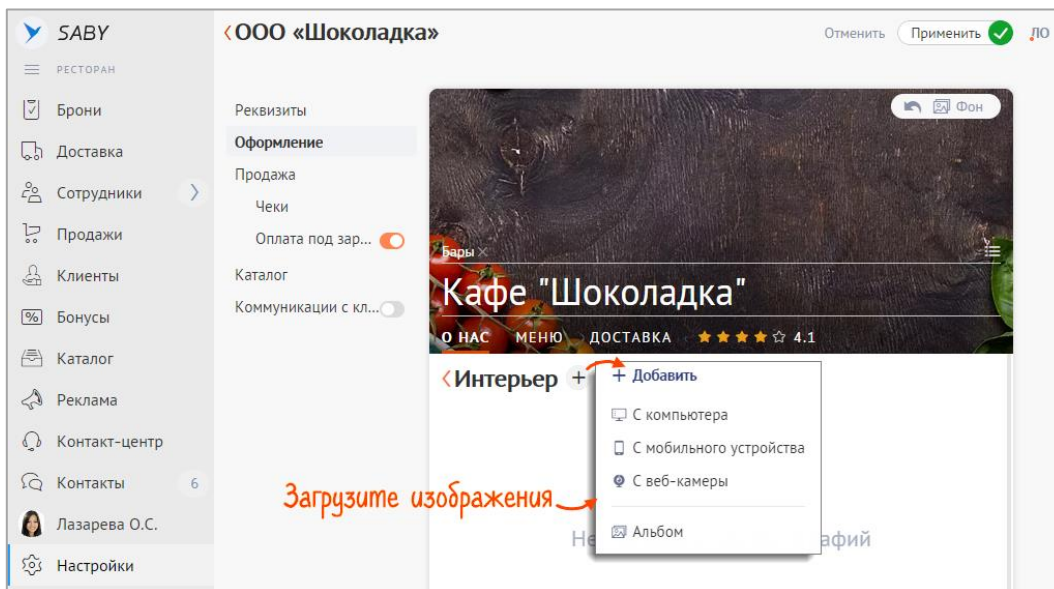 SABY
РЕСТОРАН
Брони
Доставка
Сотрудники
Продажи
Клиенты
Бонусы
Каталог
Реклама
Контакт-центр
Контакты 6
Лазарева О.С.
Настройки
ООО «Шоколадка»
Отменить Применить ЛО
Реквизиты
Оформление
Продажа
Чеки
Оплата под зар...
Каталог
Коммуникации с кл...
Фон
Бары
Кафе "Шоколадка"
О НАС МЕНЮ ДОСТАВКА 4.1
Интерьер +
+ Добавить
С компьютера
С мобильного устройства
С веб-камеры
Альбом
Загрузите изображения